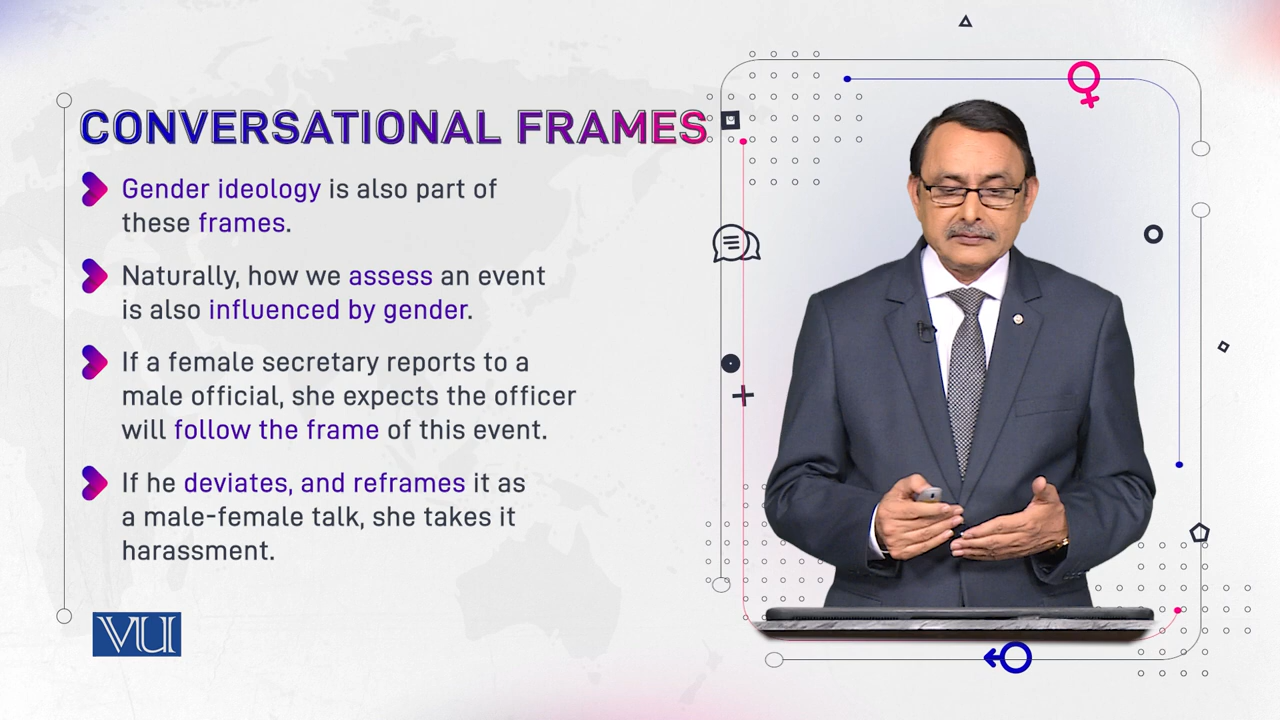 CONVERSATIONAL FRAMES
Gender ideology is also part of
these frames.
Naturally, how we assess an event
is also influenced by gender.
If a female secretary reports to a
male official, she expects the officer
will follow the frame of this event.
If he deviates, and reframes it as
a male-female talk, she takes it
harassment.
VU